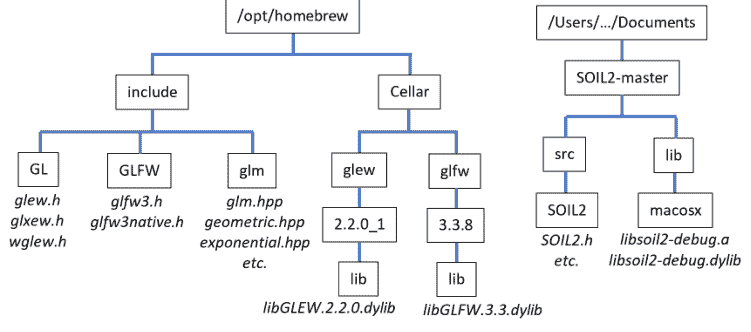 /opt/homebrew
/Users/.../Documents
include
Cellar
SOIL2-master
GL
GLFW
glm
glew
glfw
src
lib
glew.h
glxew.h
wglew.h
glfw3.h
glfw3native.h
glm.hpp
geometric.hpp
exponential.hpp
etc.
2.2.0_1
3.3.8
SOIL2
macosx
SOIL2.h
etc.
libsoil2-debug.a
libsoil2-debug.dylib
lib
lib
libGLEW.2.2.0.dylib
libGLFW.3.3.dylib